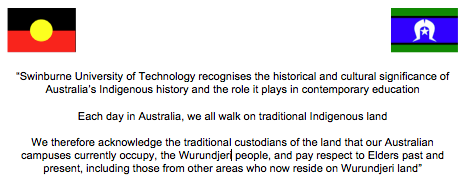 "Swinburne University of Technology recognises the historical and cultural significance of
Australia's Indigenous history and the role it plays in contemporary education
Each day in Australia, we all walk on traditional Indigenous land
We therefore acknowledge the traditional custodians of the land that our Australian
campuses currently occupy, the Wurundjeri people, and pay respect to Elders past and
present, including those from other areas who now reside on Wurundjeri land"